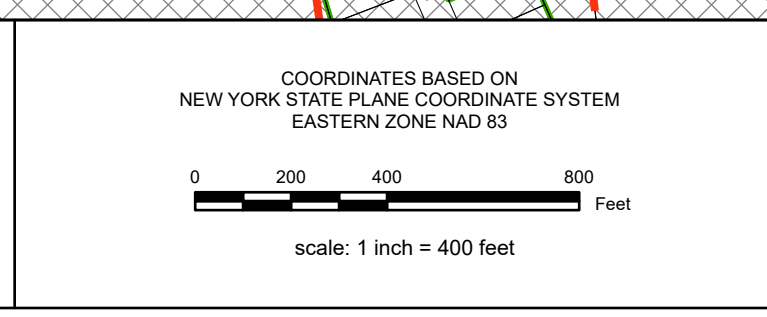 COORDINATES BASED ON
NEW YORK STATE PLANE COORDINATE SYSTEM
EASTERN ZONE NAD 83
0 200 400 800
Feet
scale: 1 inch = 400 feet